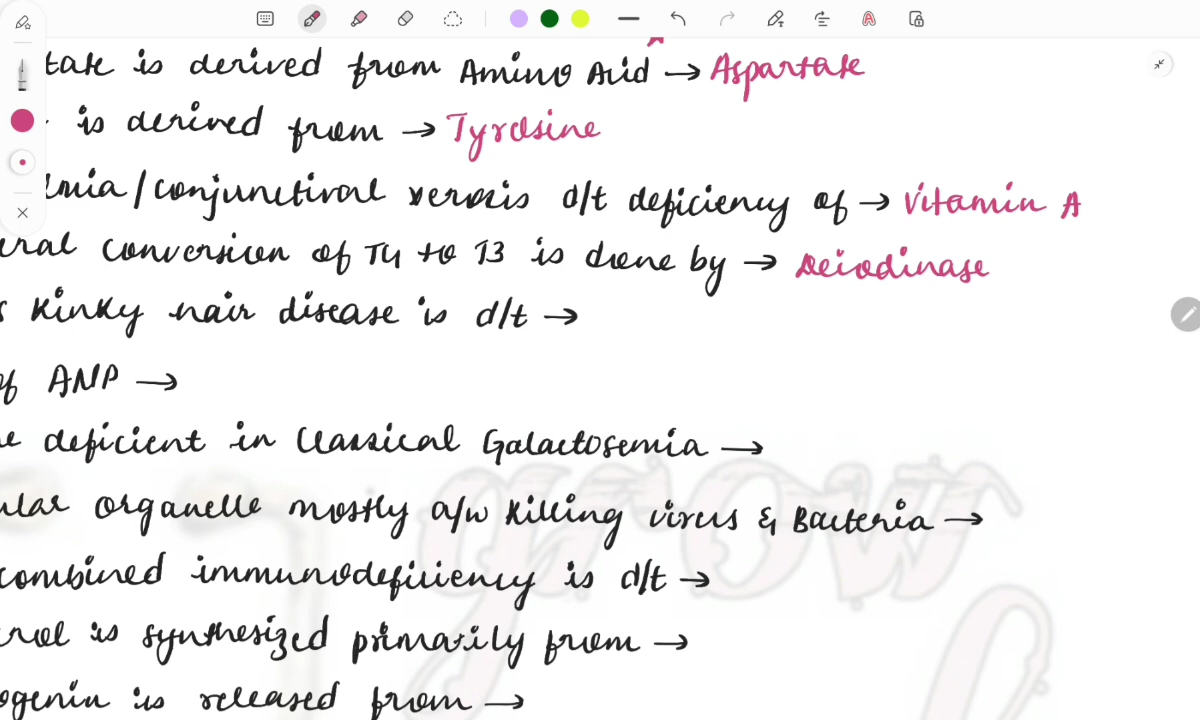 tate is derived from Amino Acid → Aspartate
is derived from → Tyrosine
/conjunctival xerosis d/t deficiency of → Vitamin A
eral conversion of T4 to T3 is done by → Deiodinase
s Kinky hair disease is d/t →
of ANP →
e deficient in Classical Galactosemia →
ular organelle mostly a/w killing virus & Bacteria →
combined immunodeficiency is d/t →
rol is synthesized primarily from →
ogenin is released from →
grow